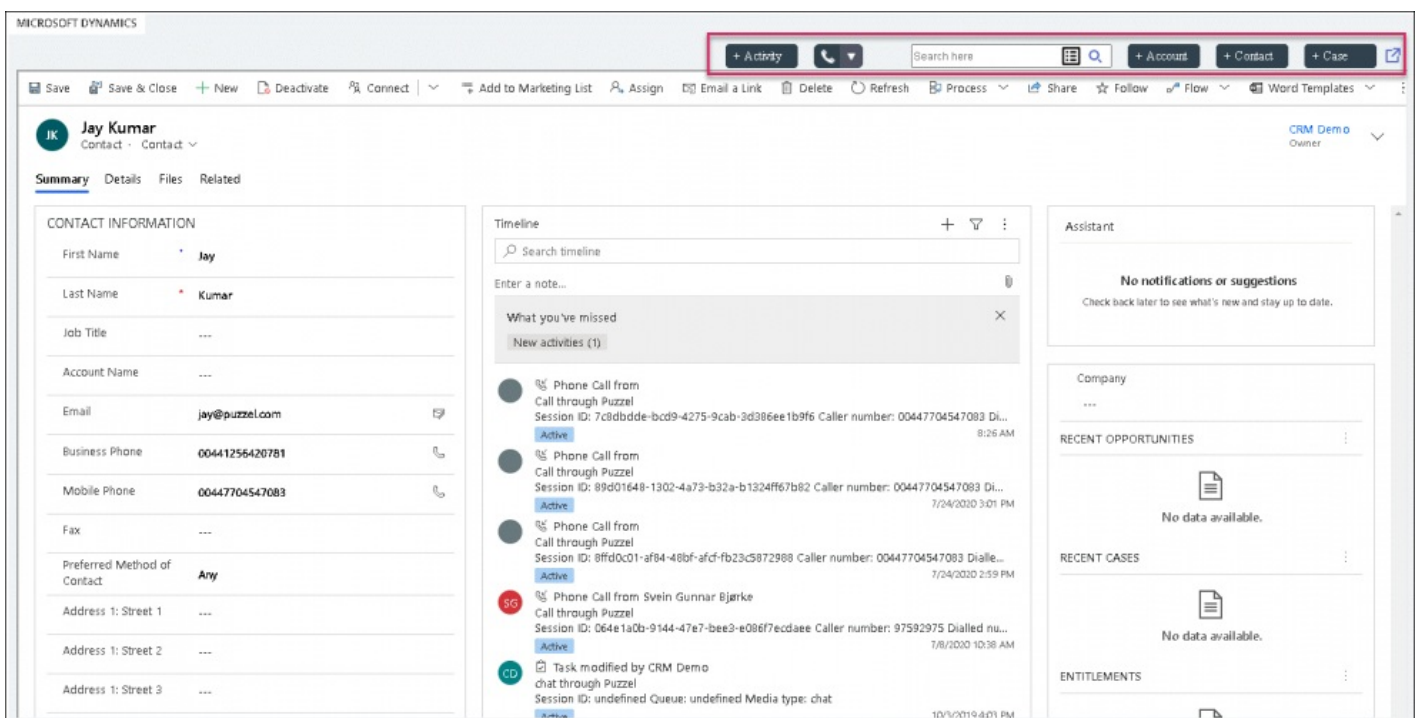 MICROSOFT DYNAMICS
+ Activity Search here + Account + Contact + Case
Save Save & Close + New Deactivate Connect Add to Marketing List Assign Email a Link Delete Refresh Process Share Follow Flow Word Templates
JK Jay Kumar
Contact · Contact
CRM Demo
Owner
Summary Details Files Related
CONTACT INFORMATION
First Name * Jay
Last Name * Kumar
Job Title ---
Account Name ---
Email jay@puzzel.com
Business Phone 00441256420781
Mobile Phone 00447704547083
Fax ---
Preferred Method of
Contact Any
Address 1: Street 1 ---
Address 1: Street 2 ---
Address 1: Street 3 ---
Timeline
Search timeline
Enter a note...
What you've missed
New activities (1)
Phone Call from
Call through Puzzel
Session ID: 7c8dbdde-bcd9-4275-9cab-3d386ee1b9f6 Caller number: 00447704547083 Di...
Active 8:26 AM
Phone Call from
Call through Puzzel
Session ID: 89d01648-1302-4a73-b32a-b1324ff67b82 Caller number: 00447704547083 Di...
Active 7/24/2020 3:01 PM
Phone Call from
Call through Puzzel
Session ID: 8ffd0c01-af84-48bf-afcf-fb23c5872988 Caller number: 00447704547083 Dialle...
Active 7/24/2020 2:59 PM
SG Phone Call from Svein Gunnar Bjørke
Call through Puzzel
Session ID: 064e1a0b-9144-47e7-bee3-e086f7ecdaee Caller number: 97592975 Dialled nu...
Active 7/8/2020 10:38 AM
CD Task modified by CRM Demo
chat through Puzzel
Session ID: undefined Queue: undefined Media type: chat
Active 10/3/2019 4:03 PM
Assistant
No notifications or suggestions
Check back later to see what's new and stay up to date.
Company
---
RECENT OPPORTUNITIES
No data available.
RECENT CASES
No data available.
ENTITLEMENTS